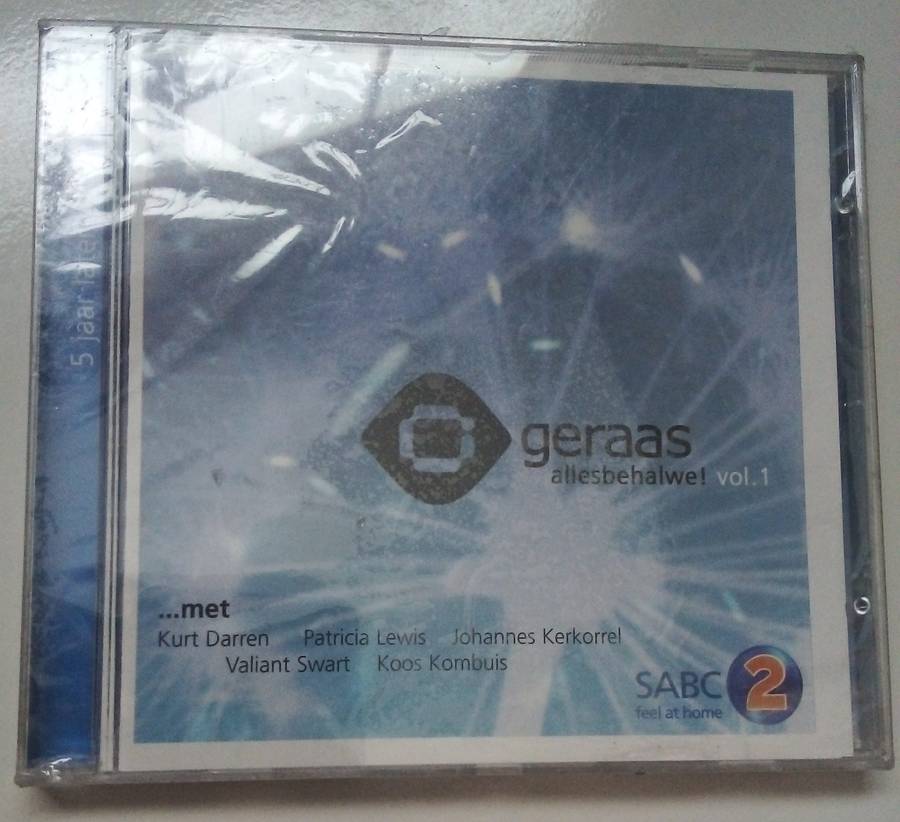 5 jaar later
geraas
allesbehalwe! vol.1
...met
Kurt Darren Patricia Lewis Johannes Kerkorrel
Valiant Swart Koos Kombuis
SABC 2
feel at home